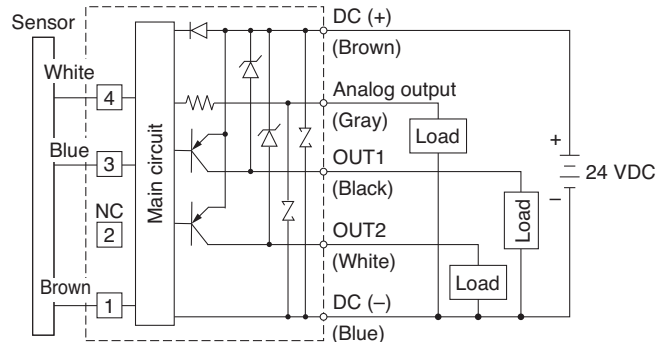 Sensor
White
4
Blue
3
NC
2
Brown
1
Main circuit
DC (+)
(Brown)
Analog output
(Gray)
Load
OUT1
(Black)
Load
OUT2
(White)
Load
DC (–)
(Blue)
+
24 VDC
–